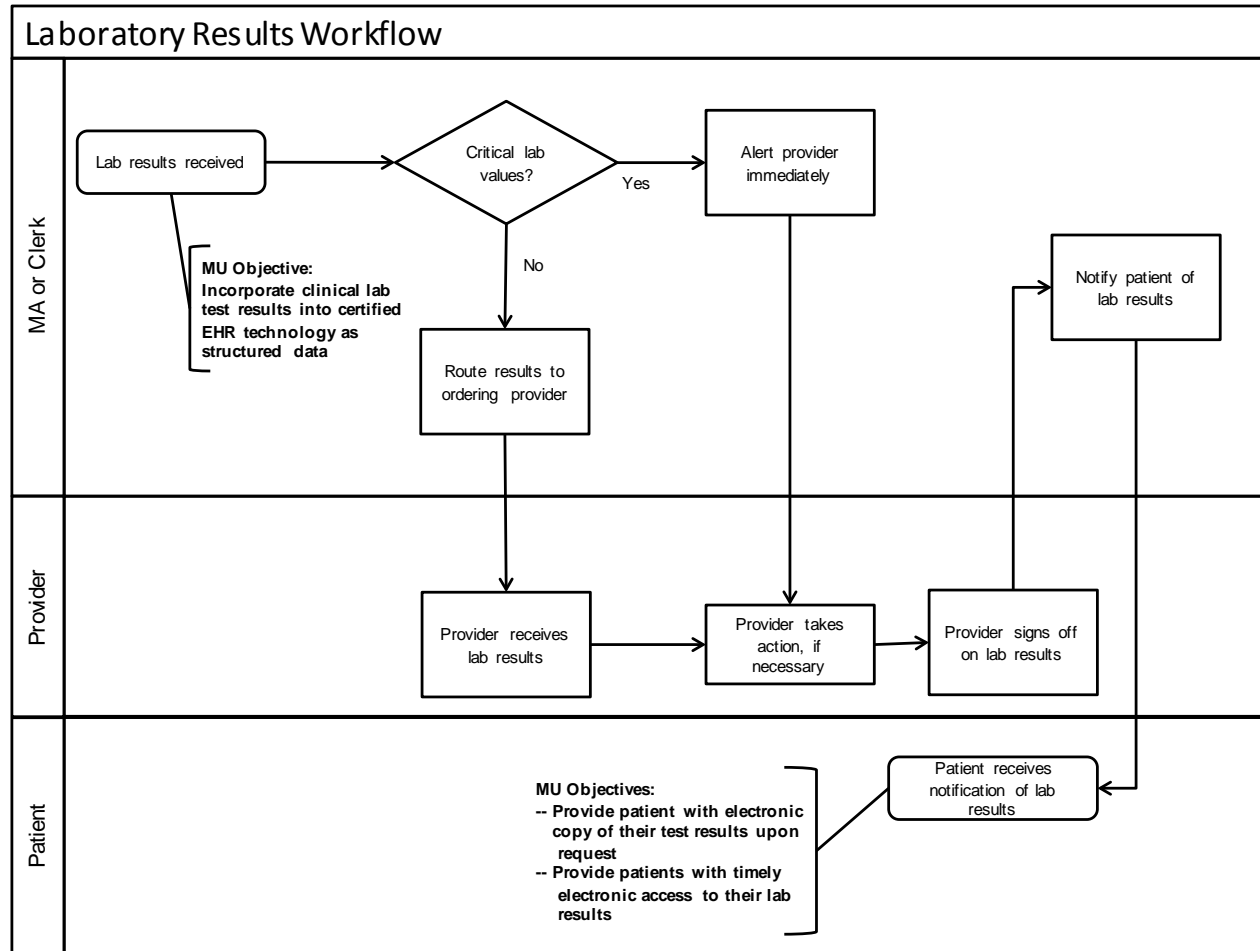 Laboratory Results Workflow
MA or Clerk
Lab results received
Critical lab
values?
Yes
Alert provider
immediately
No
MU Objective:
Incorporate clinical lab
test results into certified
EHR technology as
structured data
Route results to
ordering provider
Notify patient of
lab results
Provider
Provider receives
lab results
Provider takes
action, if
necessary
Provider signs off
on lab results
Patient
Patient receives
notification of lab
results
MU Objectives:
-- Provide patient with electronic
copy of their test results upon
request
-- Provide patients with timely
electronic access to their lab
results